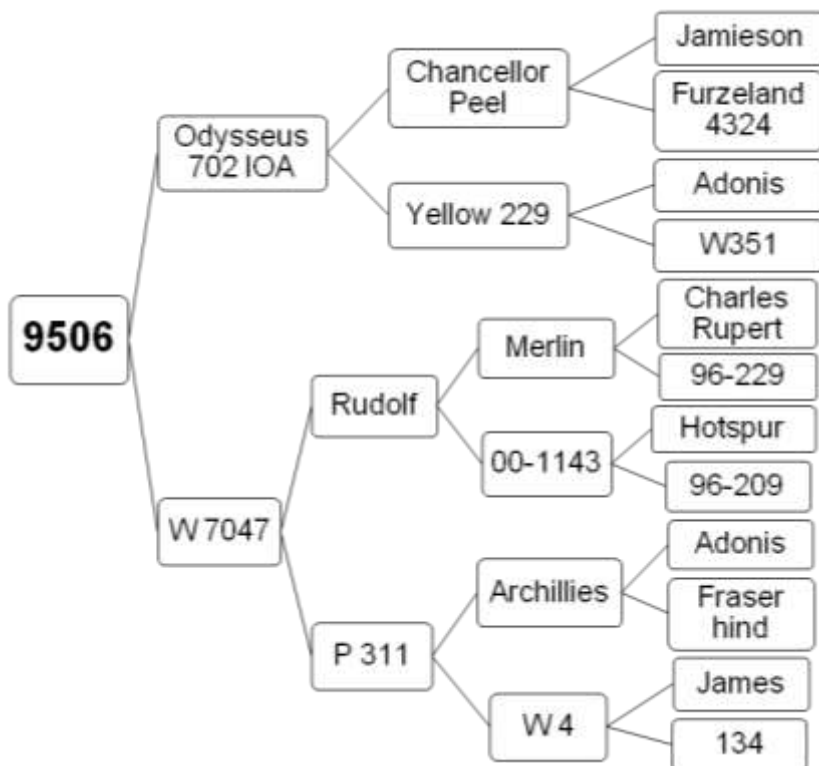 Jamieson
Chancellor
Peel
Furzeland
4324
Odysseus
702 IOA
Adonis
Yellow 229
W351
9506
Charles
Rupert
Merlin
96-229
Rudolf
Hotspur
00-1143
96-209
W 7047
Adonis
Archillies
Fraser
hind
P 311
James
W 4
134